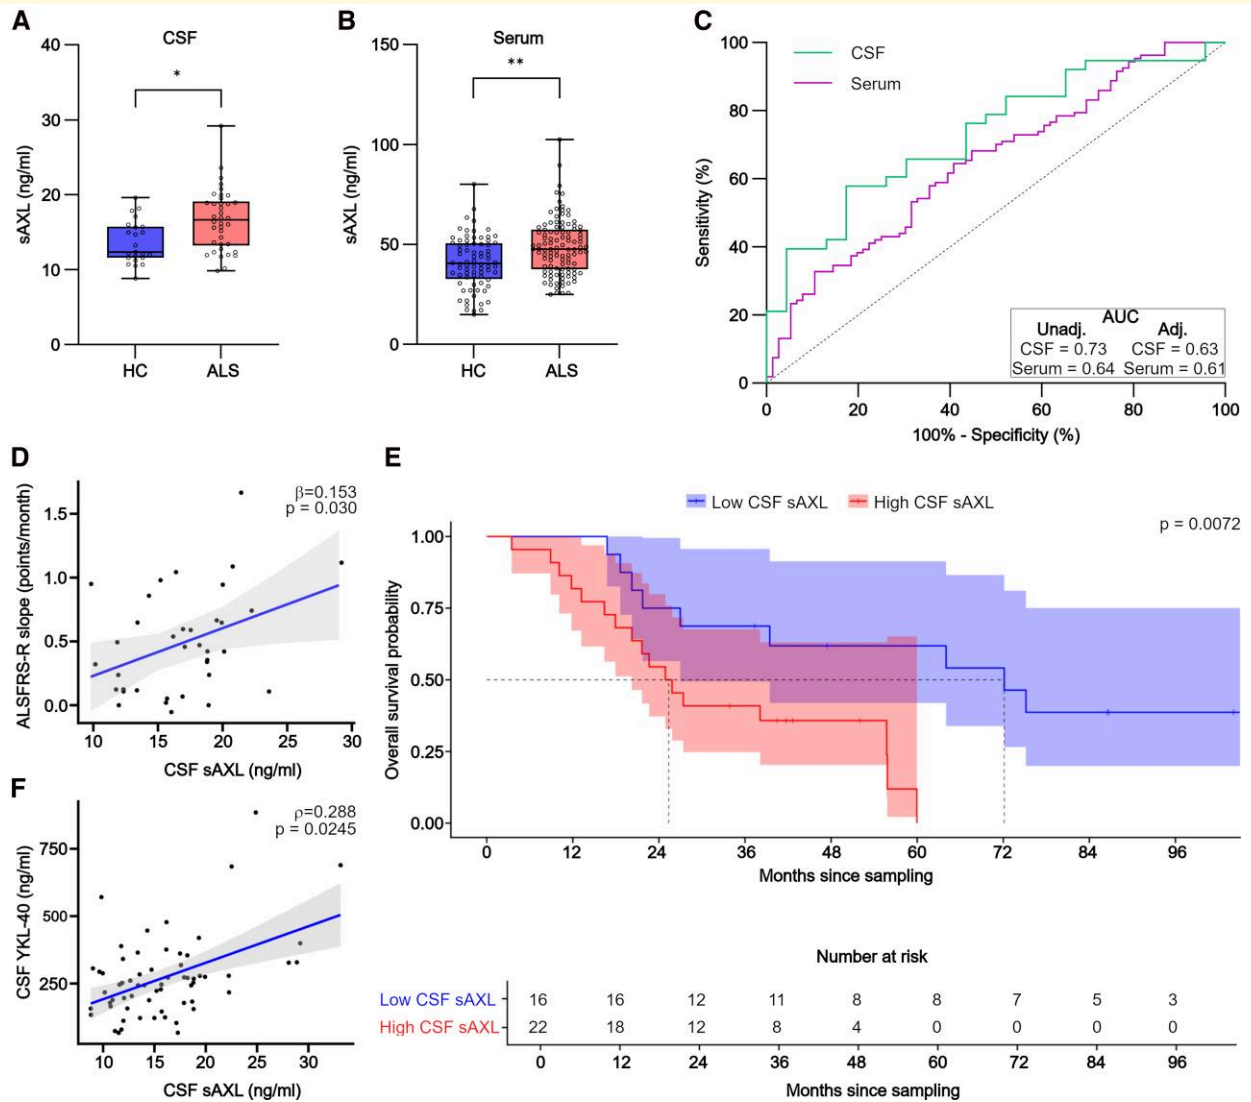 A
CSF
sAXL (ng/ml)
40
30
20
10
0
*
HC
ALS
B
Serum
sAXL (ng/ml)
150
100
50
0
**
HC
ALS
C
CSF
Serum
Sensitivity (%)
100
80
60
40
20
0
AUC
Unadj. Adj.
CSF = 0.73 CSF = 0.63
Serum = 0.64 Serum = 0.61
0 20 40 60 80 100
100% - Specificity (%)
D
β=0.153
p = 0.030
ALSFRS-R slope (points/month)
1.5
1.0
0.5
0.0
10 15 20 25 30
CSF sAXL (ng/ml)
E
Low CSF sAXL High CSF sAXL
p = 0.0072
Overall survival probability
1.00
0.75
0.50
0.25
0.00
0 12 24 36 48 60 72 84 96
Months since sampling
F
ρ=0.288
p = 0.0245
CSF YKL-40 (ng/ml)
750
500
250
10 15 20 25 30
CSF sAXL (ng/ml)
Number at risk
Low CSF sAXL 16 16 12 11 8 8 7 5 3
High CSF sAXL 22 18 12 8 4 0 0 0 0
0 12 24 36 48 60 72 84 96
Months since sampling